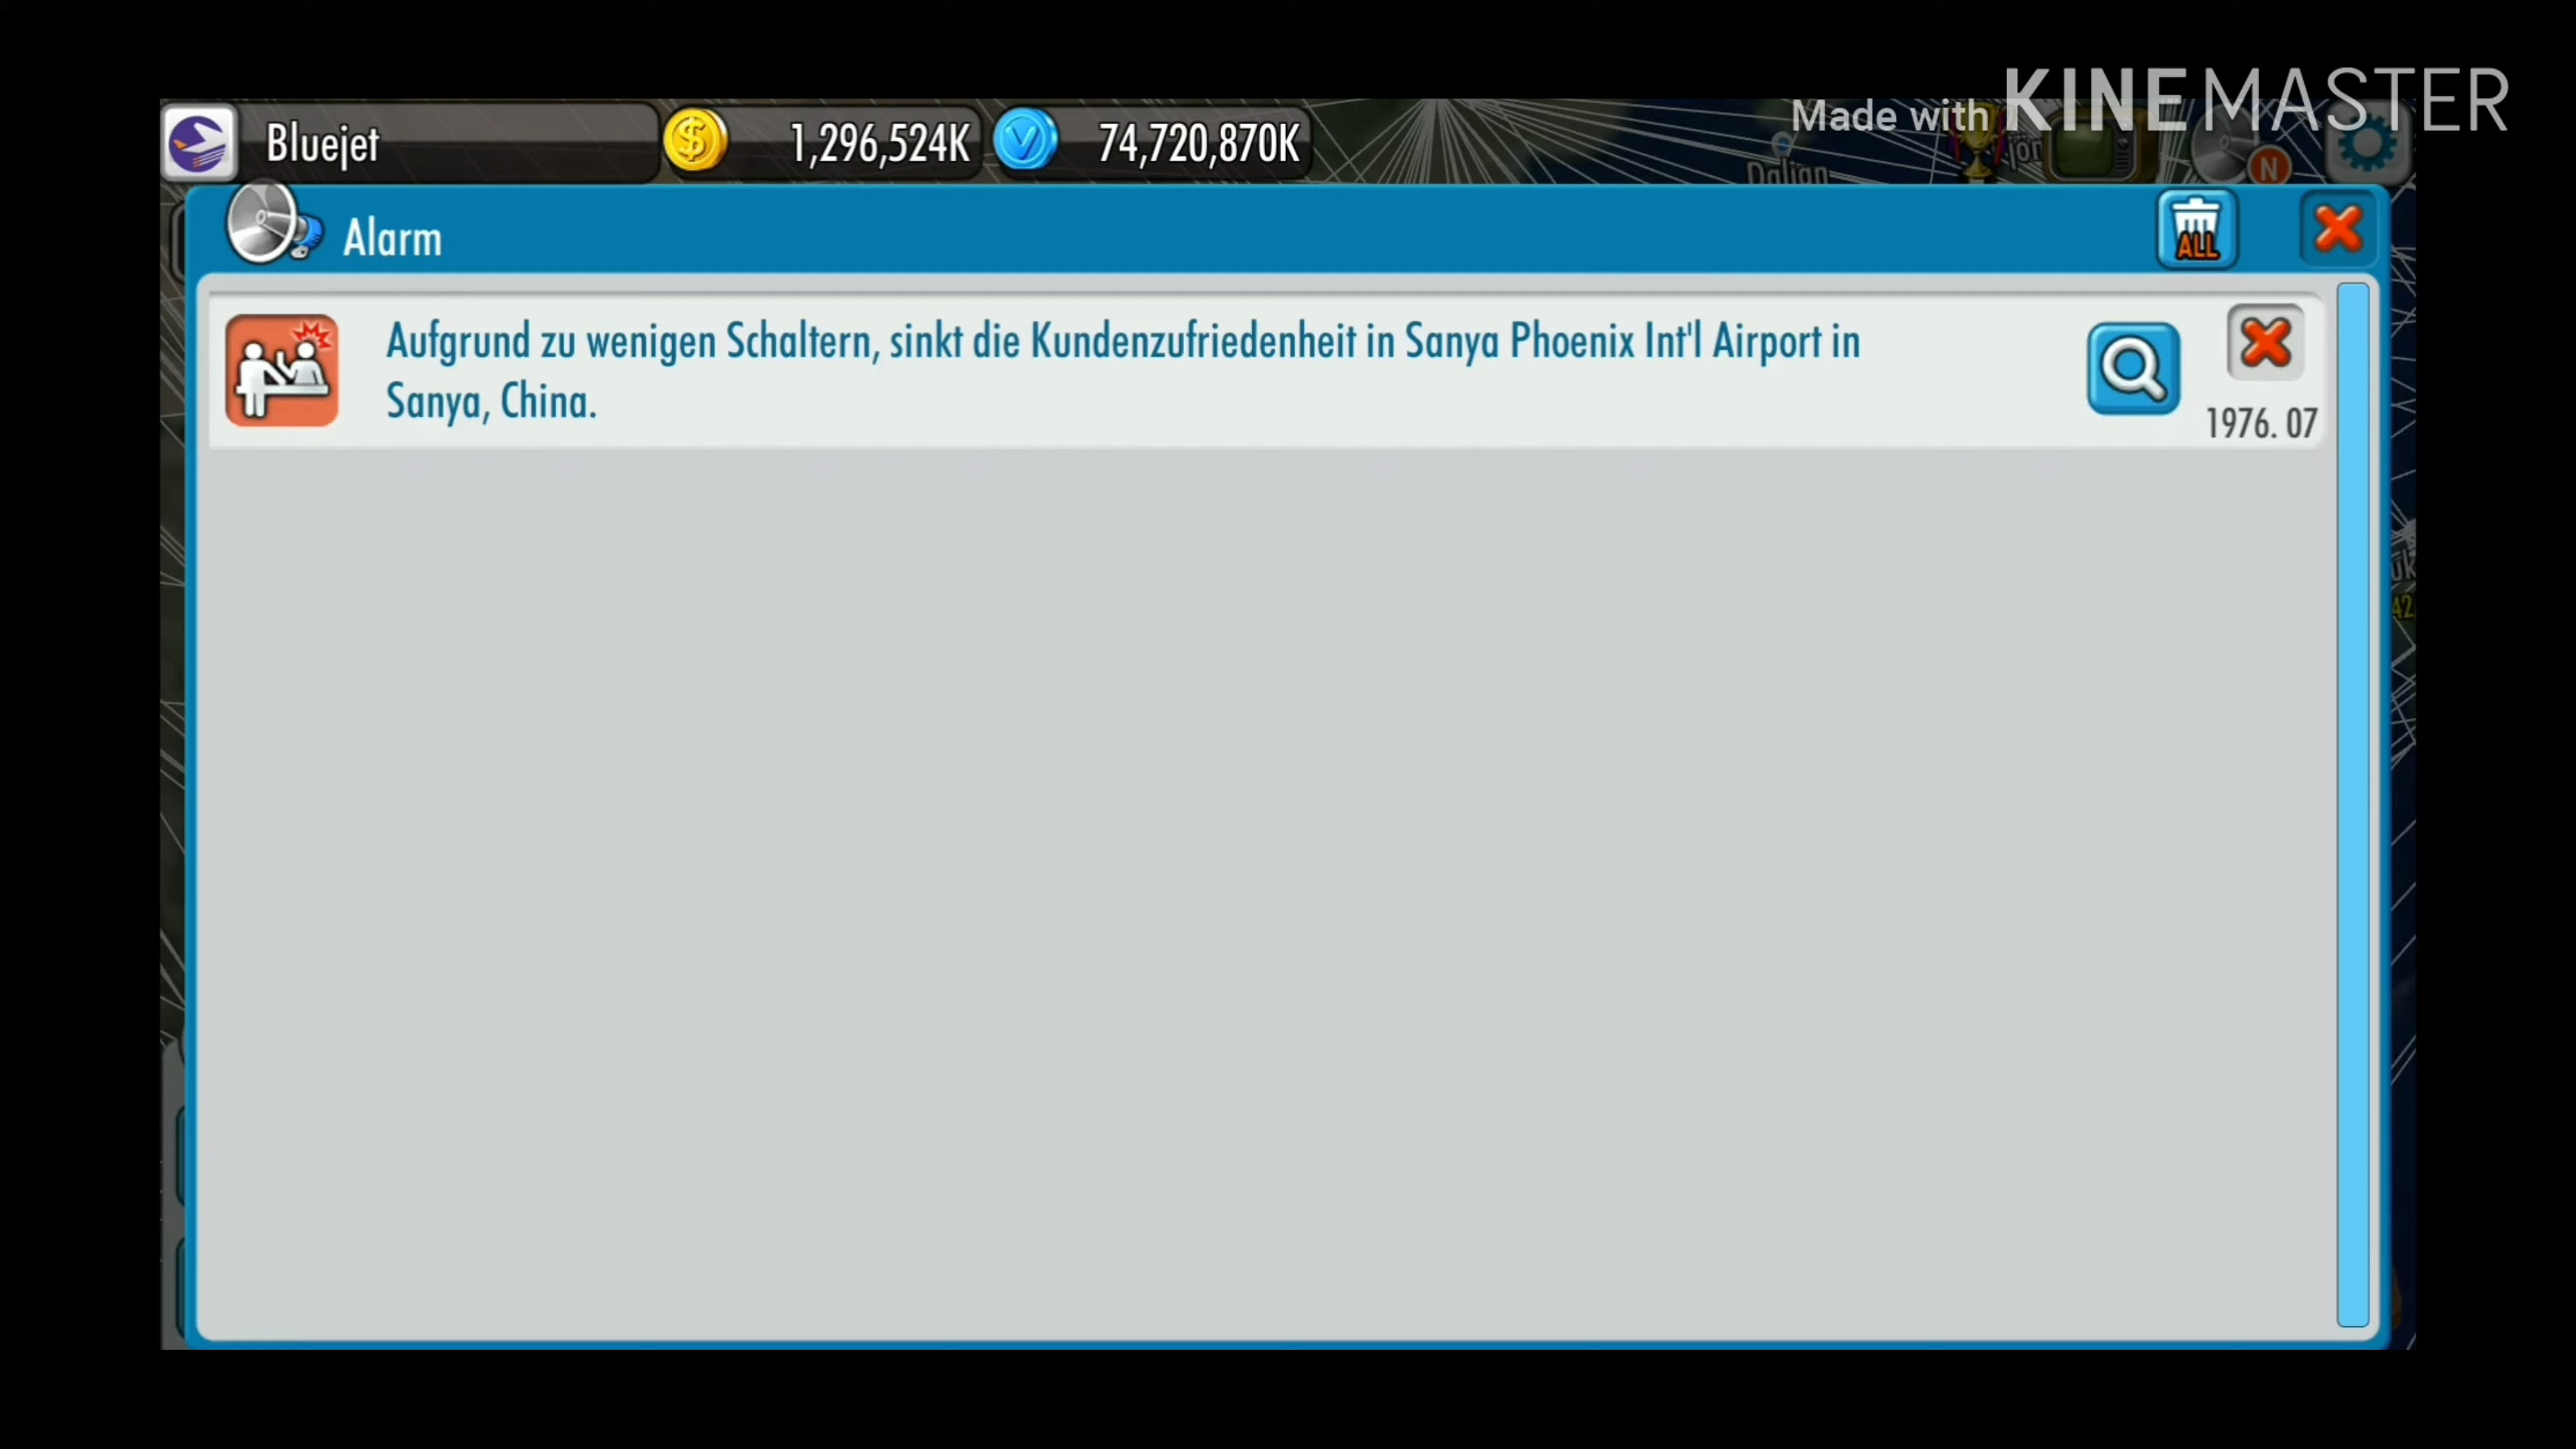 Made with KINEMASTER
Bluejet
1,296,524K
74,720,870K
Dalian
N
Alarm
ALL
Aufgrund zu wenigen Schaltern, sinkt die Kundenzufriedenheit in Sanya Phoenix Int'l Airport in
Sanya, China.
1976. 07